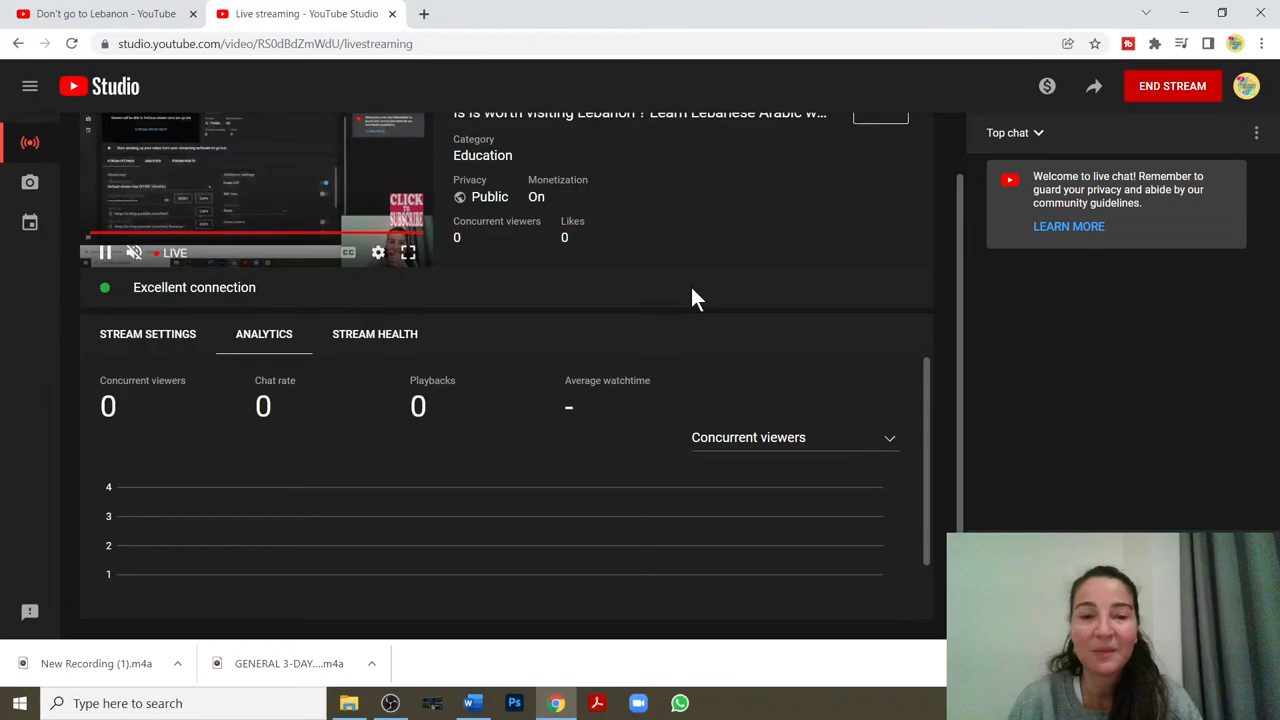 Don't go to Lebanon - YouTube
Live streaming - YouTube Studio
studio.youtube.com/video/RS0dBdZmWdU/livestreaming
Studio
END STREAM
Is Is worth visiting Lebanon ? Learn Lebanese Arabic w...
Category
Education
Privacy
Monetization
Public
On
Concurrent viewers
Likes
0
0
CLICK
TO
SUBSCRIBE
LIVE
CC
Excellent connection
STREAM SETTINGS
ANALYTICS
STREAM HEALTH
Concurrent viewers
Chat rate
Playbacks
Average watchtime
0
0
0
-
Concurrent viewers
4
3
2
1
Top chat
Welcome to live chat! Remember to
guard your privacy and abide by our
community guidelines.
LEARN MORE
New Recording (1).m4a
GENERAL 3-DAY....m4a
Type here to search